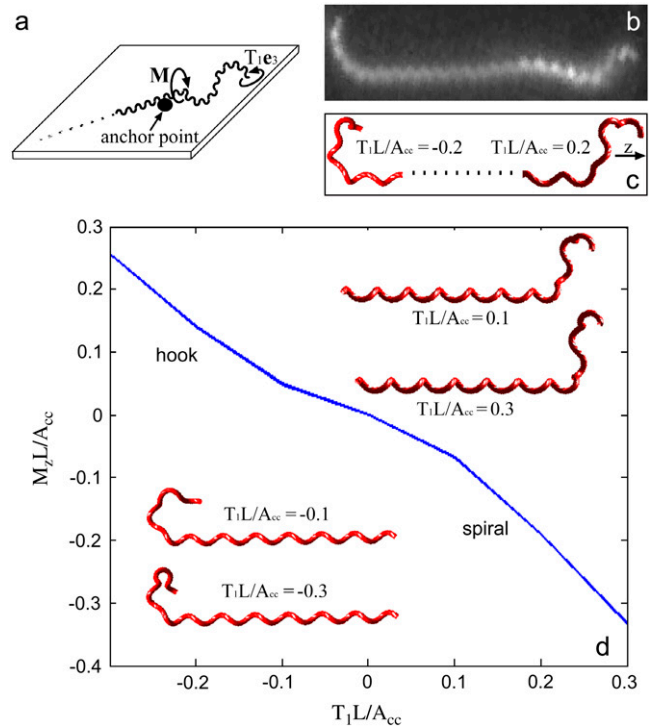 a
M
T₁e₃
anchor point
b
T₁L/Acc = -0.2
T₁L/Acc = 0.2
z
c
0.3
0.2
0.1
0
-0.1
-0.2
-0.3
-0.4
MzL/Acc
hook
T₁L/Acc = 0.1
T₁L/Acc = 0.3
T₁L/Acc = -0.1
spiral
T₁L/Acc = -0.3
d
-0.2
-0.1
0
0.1
0.2
0.3
T₁L/Acc